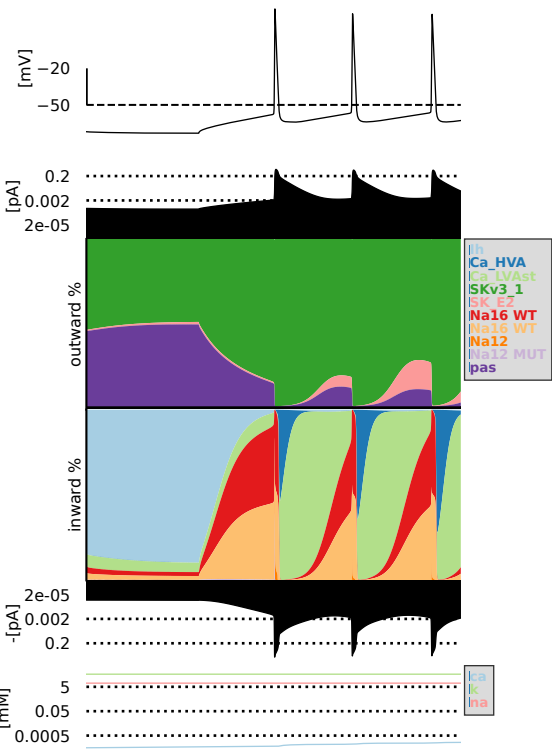 [mV]
−20
−50
[pA]
0.2
0.002
2e-05
outward %
Ih
Ca_HVA
Ca_LVAst
SKv3_1
SK_E2
Na16 WT
Na16 WT
Na12
Na12 MUT
pas
inward %
-[pA]
2e-05
0.002
0.2
[mM]
5
0.05
0.0005
ca
k
na